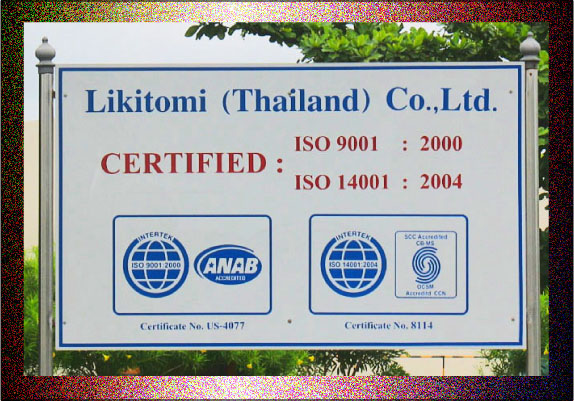 Likitomi (Thailand) Co.,Ltd.
CERTIFIED :
ISO 9001 : 2000
ISO 14001 : 2004
INTERTEK
ISO 9001:2000
ANAB
ACCREDITED
INTERTEK
ISO 14001:2004
SCC Accredited
CB-MS
OCSM
Accredité CCN
Certificate No. US-4077
Certificate No. 8114